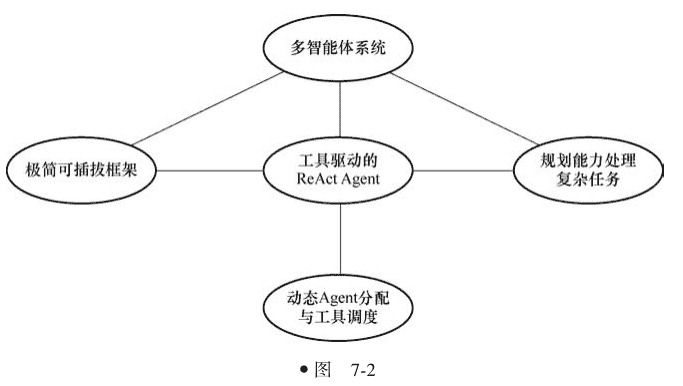 多智能体系统
极简可插拔框架
工具驱动的
ReAct Agent
规划能力处理
复杂任务
动态Agent分配
与工具调度
●图 7-2